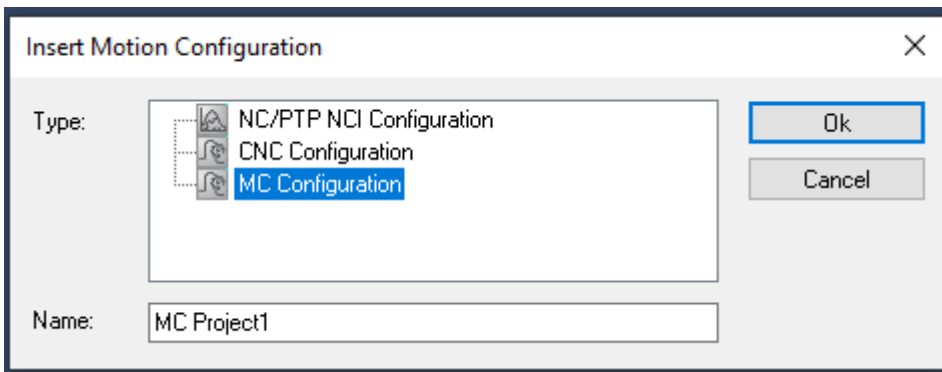 Insert Motion Configuration
Type:
NC/PTP NCI Configuration
CNC Configuration
MC Configuration
Ok
Cancel
Name:
MC Project1